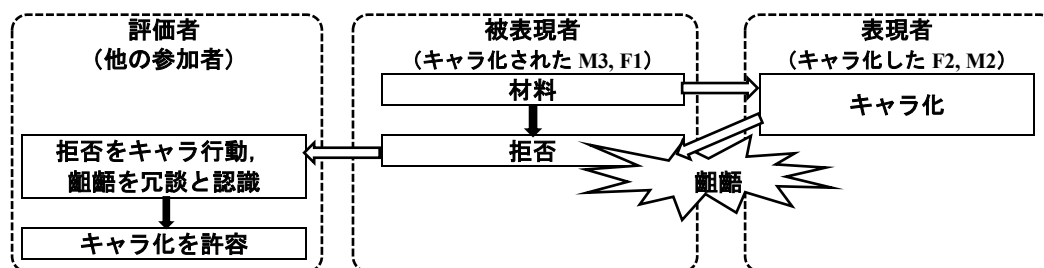 評価者
(他の参加者)
拒否をキャラ行動,
齟齬を冗談と認識
キャラ化を許容
被表現者
(キャラ化された M3, F1)
材料
拒否
齟齬
表現者
(キャラ化した F2, M2)
キャラ化